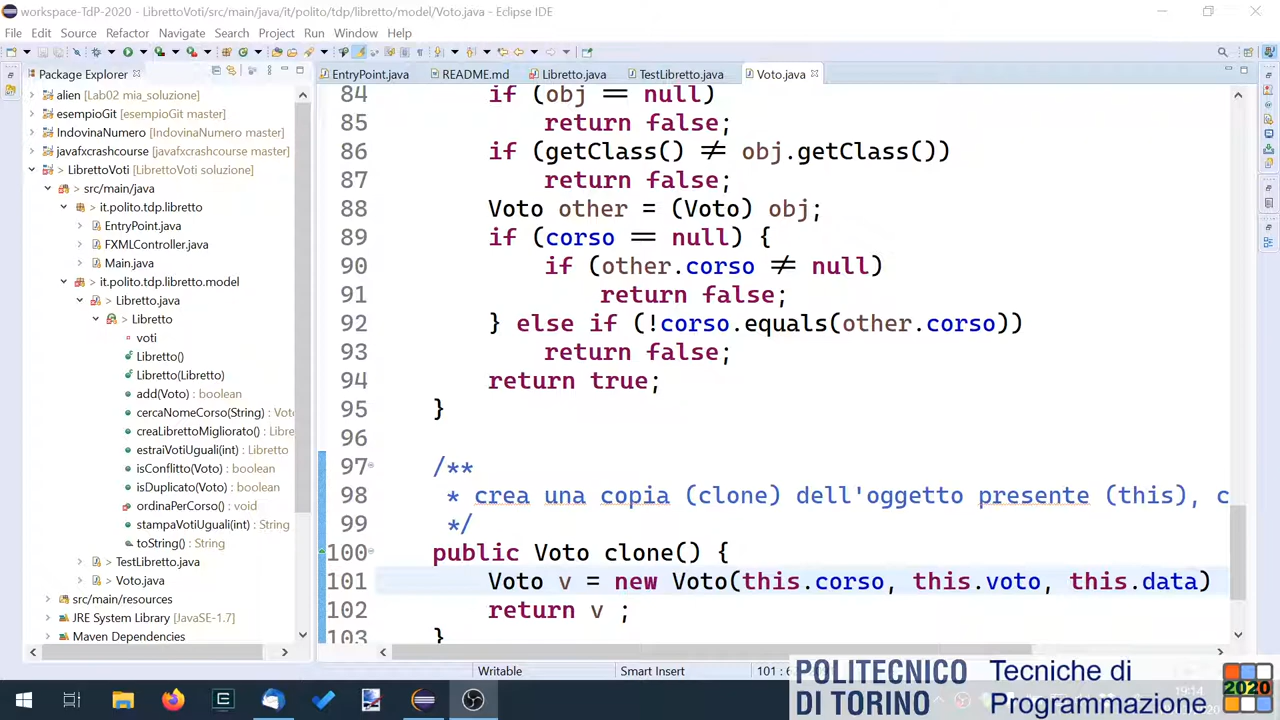 workspace-TdP-2020 - LibrettoVoti/src/main/java/it/polito/tdp/libretto/model/Voto.java - Eclipse IDE
File Edit Source Refactor Navigate Search Project Run Window Help
Package Explorer
EntryPoint.java README.md Libretto.java TestLibretto.java Voto.java
> alien [Lab02 mia_soluzione]
> esempioGit [esempioGit master]
> IndovinaNumero [IndovinaNumero master]
> javafxcrashcourse [javafxcrashcourse master]
> LibrettoVoti [LibrettoVoti soluzione]
> src/main/java
> it.polito.tdp.libretto
EntryPoint.java
FXMLController.java
Main.java
> it.polito.tdp.libretto.model
> Libretto.java
> Libretto
voti
Libretto()
Libretto(Libretto)
add(Voto) : boolean
cercaNomeCorso(String) : Voto
creaLibrettoMigliorato() : Libre
estraiVotiUguali(int) : Libretto
isConflitto(Voto) : boolean
isDuplicato(Voto) : boolean
ordinaPerCorso() : void
stampaVotiUguali(int) : String
toString() : String
> TestLibretto.java
> Voto.java
src/main/resources
JRE System Library [JavaSE-1.7]
Maven Dependencies
84 if (obj == null)
85 return false;
86 if (getClass() ≠ obj.getClass())
87 return false;
88 Voto other = (Voto) obj;
89 if (corso == null) {
90 if (other.corso ≠ null)
91 return false;
92 } else if (!corso.equals(other.corso))
93 return false;
94 return true;
95 }
96
97 /**
98 * crea una copia (clone) dell'oggetto presente (this), c
99 */
100 public Voto clone() {
101 Voto v = new Voto(this.corso, this.voto, this.data)
102 return v ;
103 }
Writable Smart Insert 101 : 6
POLITECNICO
DI TORINO
Tecniche di
Programmazione
2020
19:14